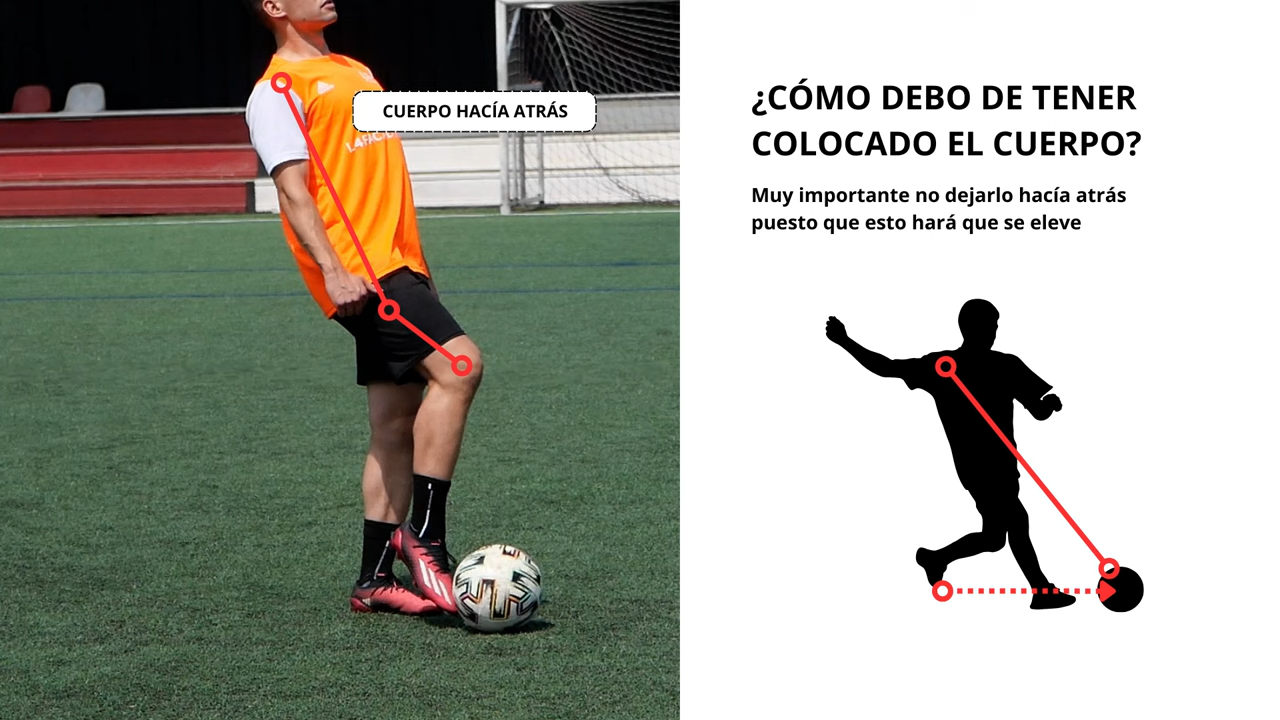 CUERPO HACÍA ATRÁS
¿CÓMO DEBO DE TENER
COLOCADO EL CUERPO?
Muy importante no dejarlo hacía atrás
puesto que esto hará que se eleve